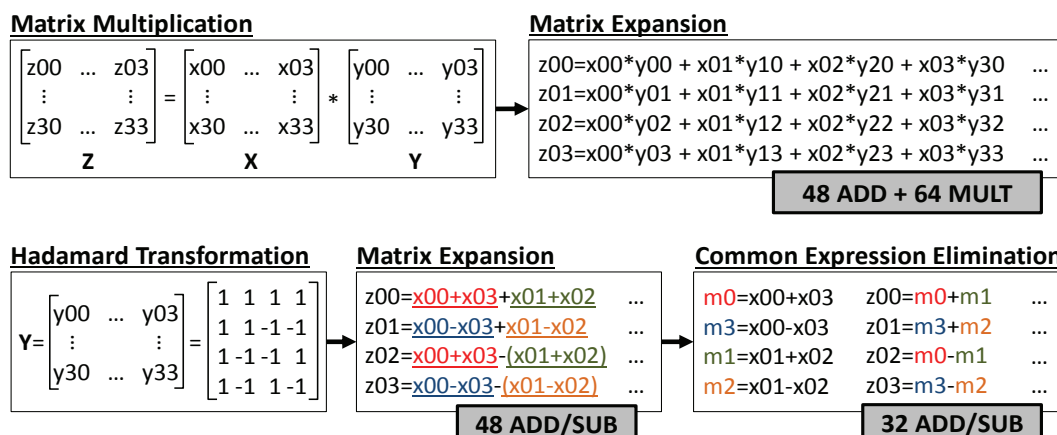 Matrix Multiplication
z00 ... z03
⋮ ⋮
z30 ... z33
Z
=
x00 ... x03
⋮ ⋮
x30 ... x33
X
*
y00 ... y03
⋮ ⋮
y30 ... y33
Y
Matrix Expansion
z00=x00*y00 + x01*y10 + x02*y20 + x03*y30 ...
z01=x00*y01 + x01*y11 + x02*y21 + x03*y31 ...
z02=x00*y02 + x01*y12 + x02*y22 + x03*y32 ...
z03=x00*y03 + x01*y13 + x02*y23 + x03*y33 ...
48 ADD + 64 MULT
Hadamard Transformation
Y=
y00 ... y03
⋮ ⋮
y30 ... y33
=
1 1 1 1
1 1 -1 -1
1 -1 -1 1
1 -1 1 -1
Matrix Expansion
z00=x00+x03+x01+x02 ...
z01=x00-x03+x01-x02 ...
z02=x00+x03-(x01+x02) ...
z03=x00-x03-(x01-x02) ...
48 ADD/SUB
Common Expression Elimination
m0=x00+x03 z00=m0+m1 ...
m3=x00-x03 z01=m3+m2 ...
m1=x01+x02 z02=m0-m1 ...
m2=x01-x02 z03=m3-m2 ...
32 ADD/SUB